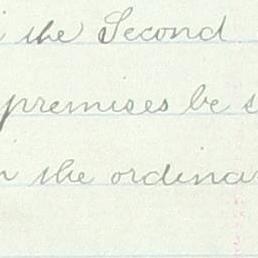 the Second
premises be
the ordina